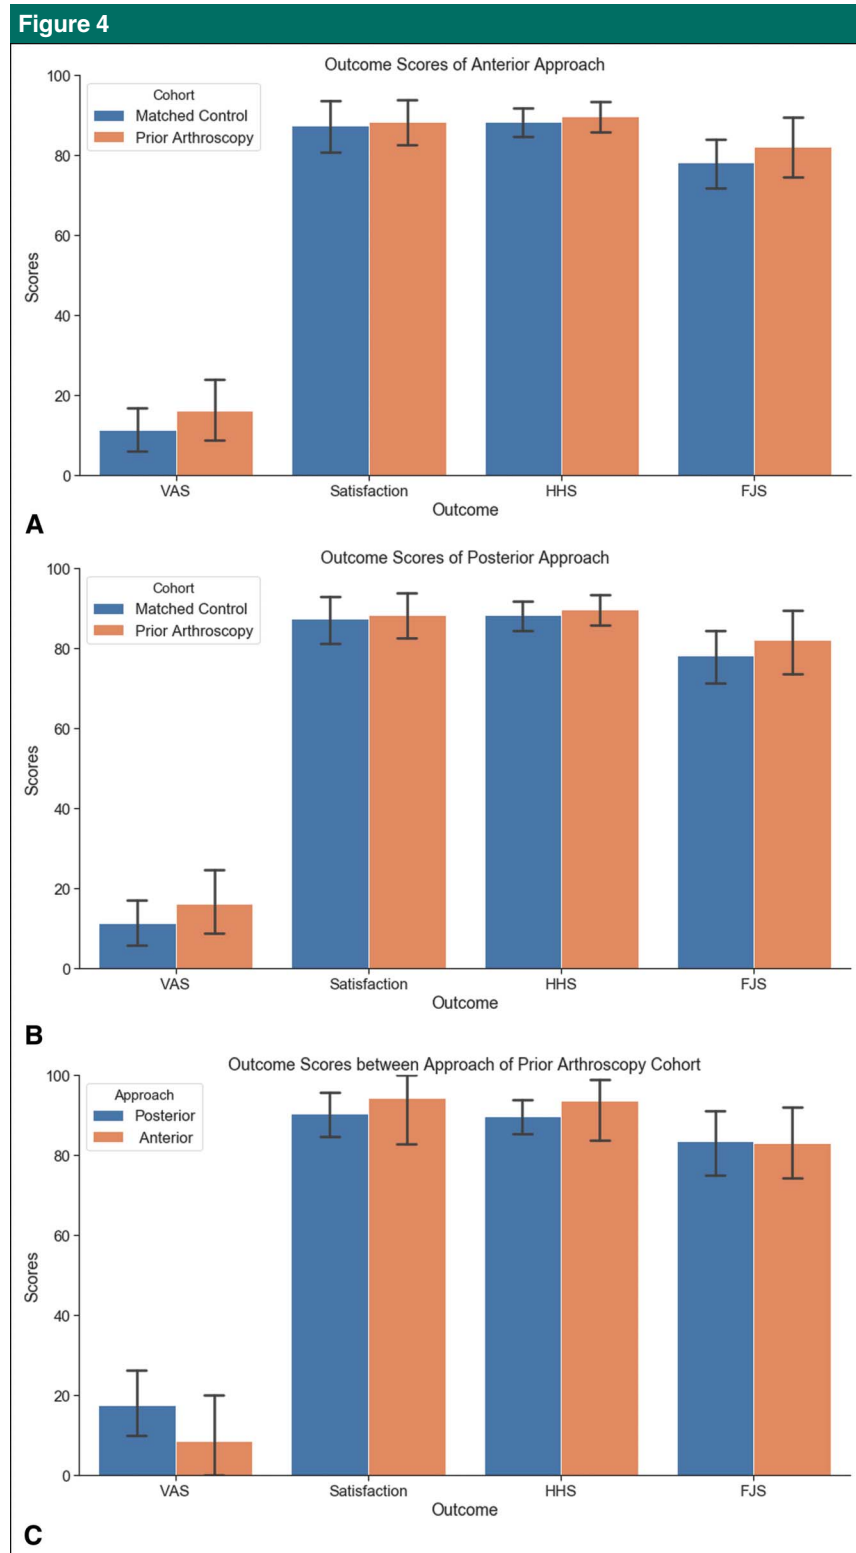 Figure 4
Outcome Scores of Anterior Approach
Cohort
Matched Control
Prior Arthroscopy
Scores
100
80
60
40
20
0
VAS Satisfaction HHS FJS
Outcome
A
Outcome Scores of Posterior Approach
Cohort
Matched Control
Prior Arthroscopy
Scores
100
80
60
40
20
0
VAS Satisfaction HHS FJS
Outcome
B
Outcome Scores between Approach of Prior Arthroscopy Cohort
Approach
Posterior
Anterior
Scores
100
80
60
40
20
0
VAS Satisfaction HHS FJS
Outcome
C